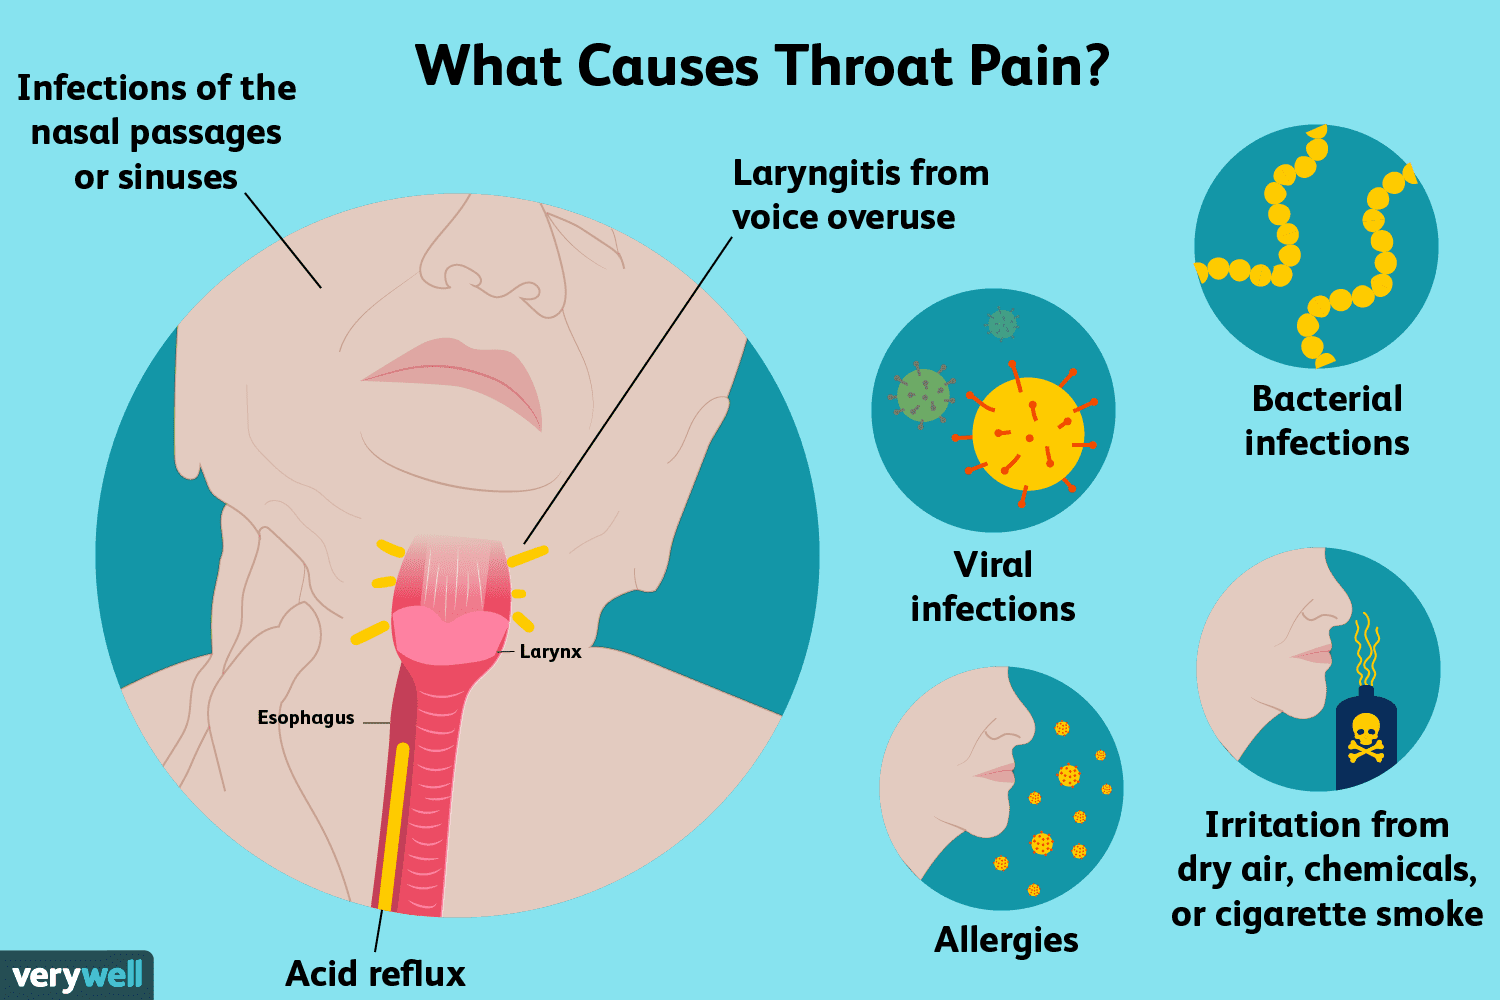 What Causes Throat Pain?
Infections of the
nasal passages
or sinuses
Laryngitis from
voice overuse
Larynx
Esophagus
Acid reflux
Viral
infections
Bacterial
infections
Allergies
Irritation from
dry air, chemicals,
or cigarette smoke
verywell